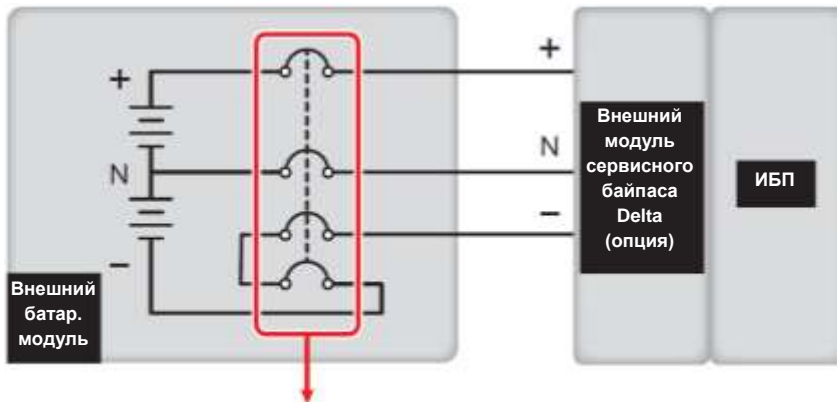 +
N
−
Внешний
батар.
модуль
+
N
−
Внешний
модуль
сервисного
байпаса
Delta
(опция)
ИБП